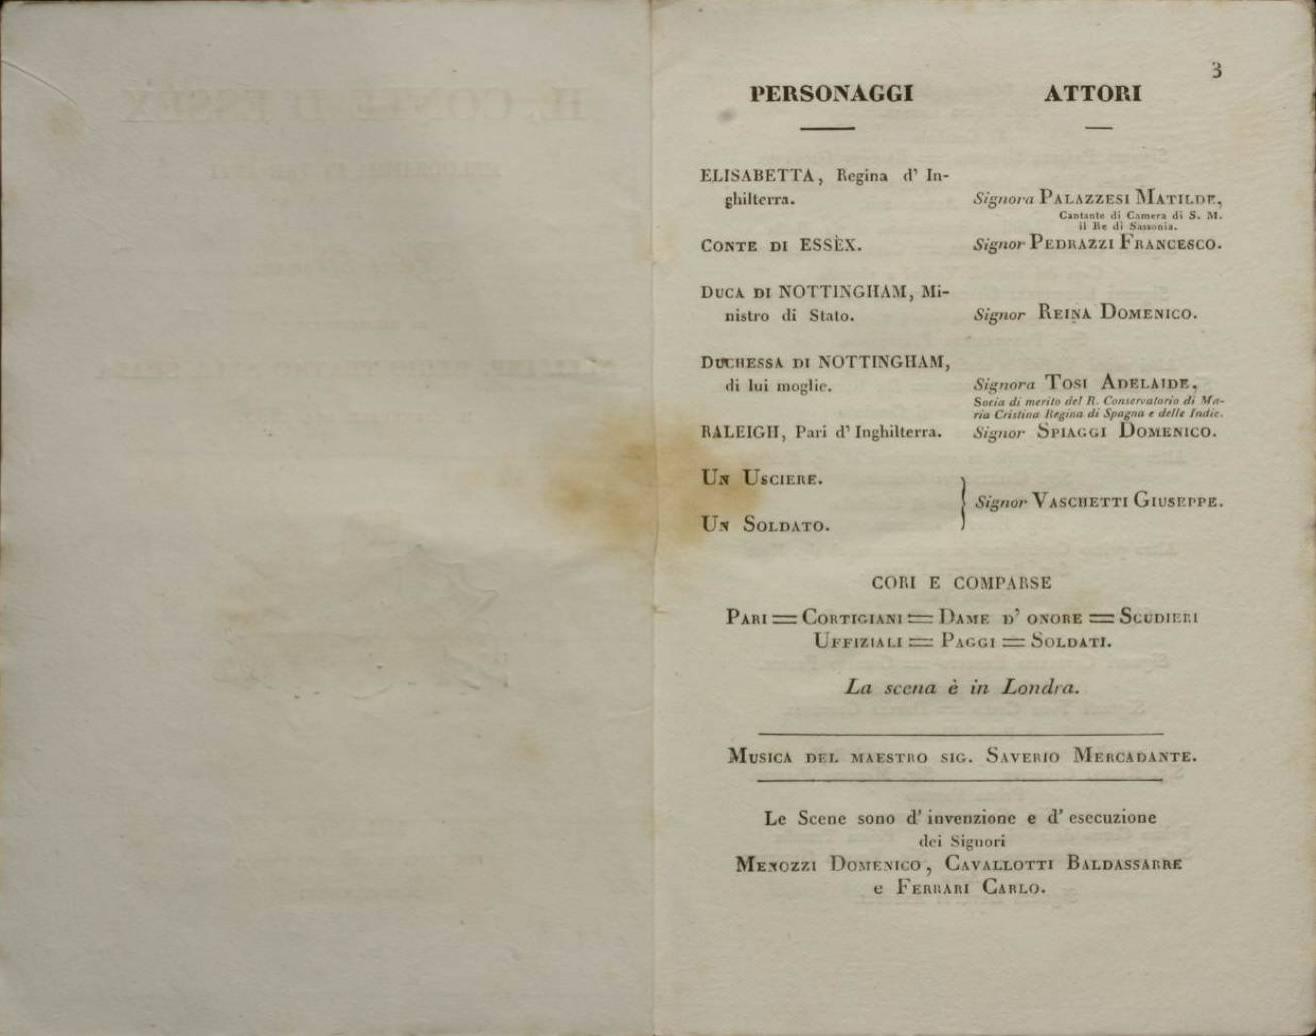 3
PERSONAGGI
ATTORI
ELISABETTA, Regina d' In-
ghilterra.
Signora PALAZZESI MATILDE,
Cantante di Camera di S. M.
il Re di Sassonia.
CONTE DI ESSÈX.
Signor PEDRAZZI FRANCESCO.
DUCA DI NOTTINGHAM, Mi-
nistro di Stato.
Signor REINA DOMENICO.
DUCHESSA DI NOTTINGHAM,
di lui moglie.
Signora TOSI ADELAIDE,
Socia di merito del R. Conservatorio di Ma-
ria Cristina Regina di Spagna e delle Indie.
RALEIGH, Pari d' Inghilterra.
Signor SPIAGGI DOMENICO.
UN USCIERE.
UN SOLDATO.
Signor VASCHETTI GIUSEPPE.
CORI E COMPARSE
PARI = CORTIGIANI = DAME D' ONORE = SCUDIERI
UFFIZIALI = PAGGI = SOLDATI.
La scena è in Londra.
MUSICA DEL MAESTRO SIG. SAVERIO MERCADANTE.
Le Scene sono d' invenzione e d' esecuzione
dei Signori
MENOZZI DOMENICO, CAVALLOTTI BALDASSARRE
e FERRARI CARLO.